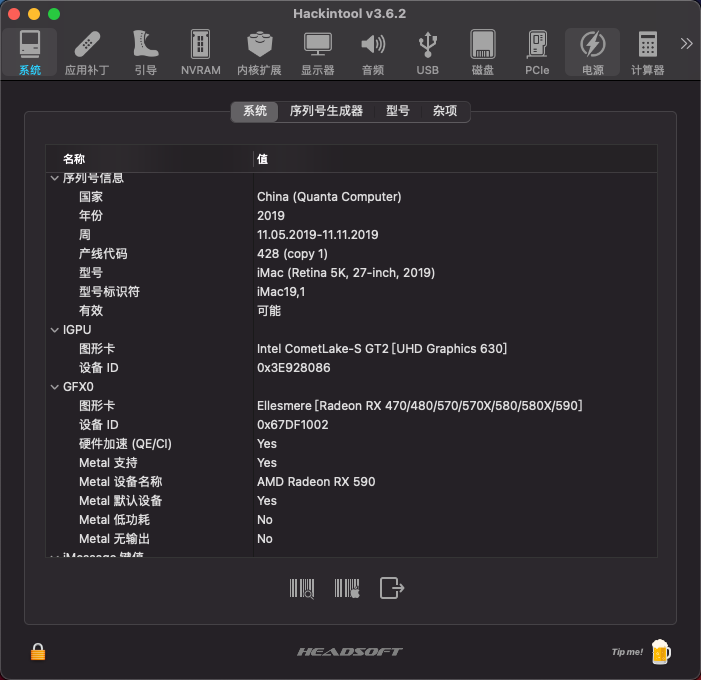 Hackintool v3.6.2
系统 应用补丁 引导 NVRAM 内核扩展 显示器 音频 USB 磁盘 PCIe 电源 计算器
系统 序列号生成器 型号 杂项
名称 值
序列号信息
国家 China (Quanta Computer)
年份 2019
周 11.05.2019-11.11.2019
产线代码 428 (copy 1)
型号 iMac (Retina 5K, 27-inch, 2019)
型号标识符 iMac19,1
有效 可能
IGPU
图形卡 Intel CometLake-S GT2 [UHD Graphics 630]
设备 ID 0x3E928086
GFX0
图形卡 Ellesmere [Radeon RX 470/480/570/570X/580/580X/590]
设备 ID 0x67DF1002
硬件加速 (QE/CI) Yes
Metal 支持 Yes
Metal 设备名称 AMD Radeon RX 590
Metal 默认设备 Yes
Metal 低功耗 No
Metal 无输出 No
iMessage 键值
HEADSOFT
Tip me!